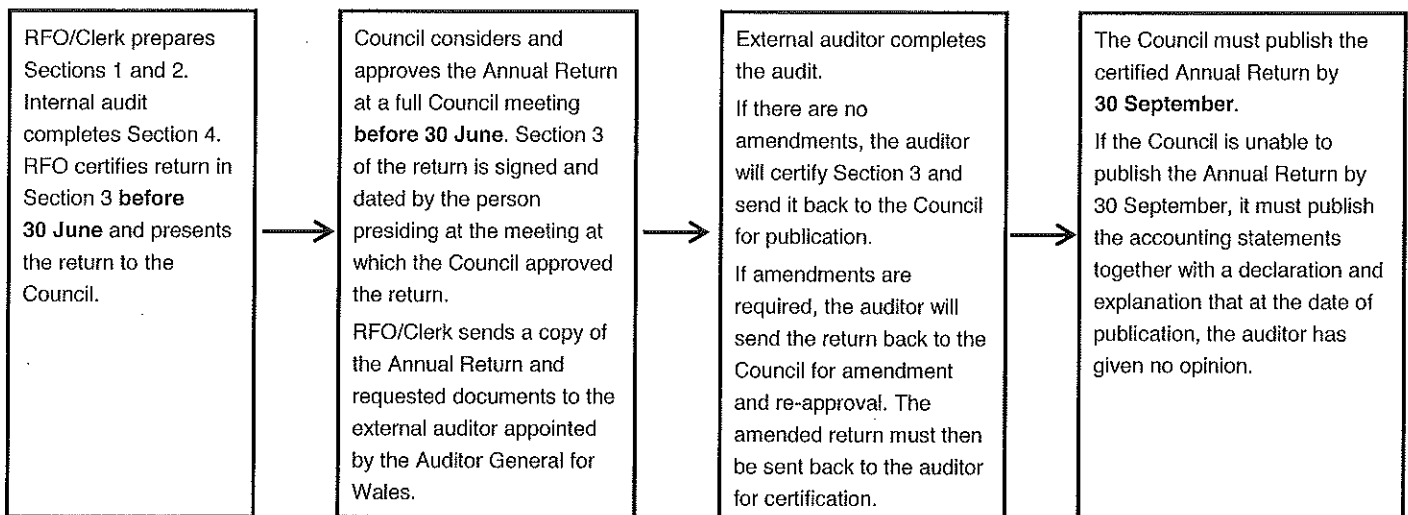 RFO/Clerk prepares
Sections 1 and 2.
Internal audit
completes Section 4.
RFO certifies return in
Section 3 before
30 June and presents
the return to the
Council.
Council considers and
approves the Annual Return
at a full Council meeting
before 30 June. Section 3
of the return is signed and
dated by the person
presiding at the meeting at
which the Council approved
the return.
RFO/Clerk sends a copy of
the Annual Return and
requested documents to the
external auditor appointed
by the Auditor General for
Wales.
External auditor completes
the audit.
If there are no
amendments, the auditor
will certify Section 3 and
send it back to the Council
for publication.
If amendments are
required, the auditor will
send the return back to the
Council for amendment
and re-approval. The
amended return must then
be sent back to the auditor
for certification.
The Council must publish the
certified Annual Return by
30 September.
If the Council is unable to
publish the Annual Return by
30 September, it must publish
the accounting statements
together with a declaration and
explanation that at the date of
publication, the auditor has
given no opinion.